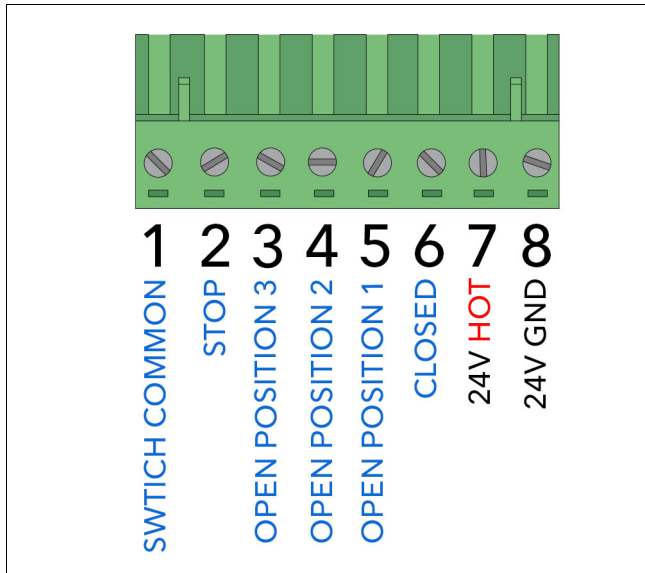 1 2 3 4 5 6 7 8
SWTICH COMMON
STOP
OPEN POSITION 3
OPEN POSITION 2
OPEN POSITION 1
CLOSED
24V HOT
24V GND